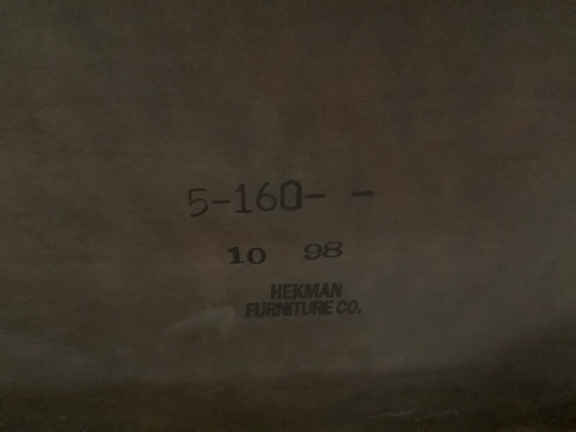 5-160- -
10 98
HEKMAN
FURNITURE CO.